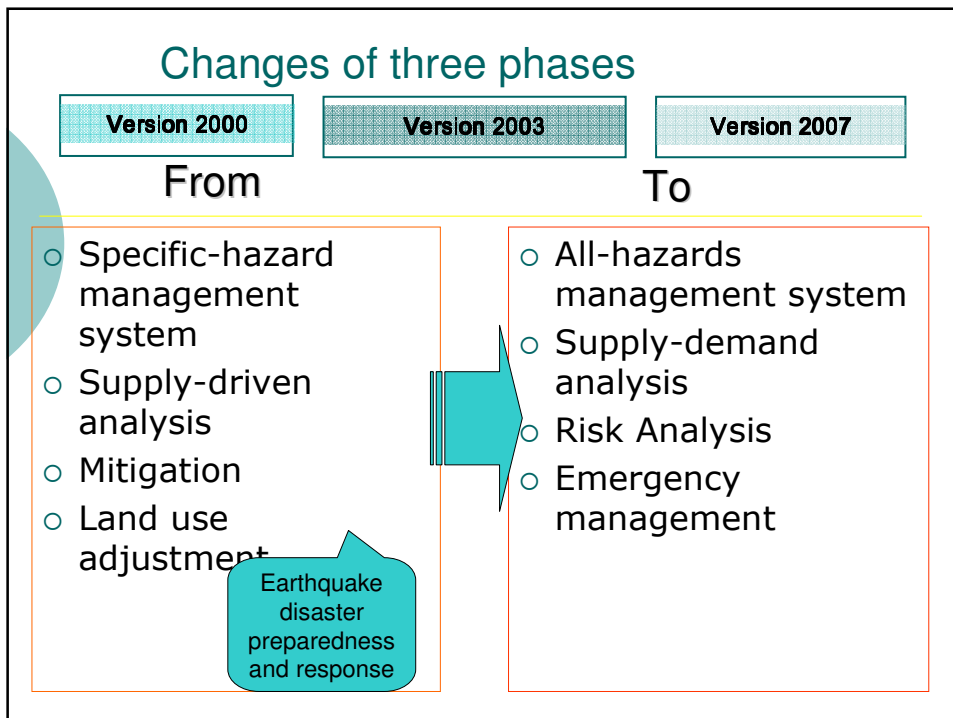 Changes of three phases
Version 2000
Version 2003
Version 2007
From
To
Specific-hazard
management
system
Supply-driven
analysis
Mitigation
Land use
adjustment
Earthquake
disaster
preparedness
and response
All-hazards
management system
Supply-demand
analysis
Risk Analysis
Emergency
management